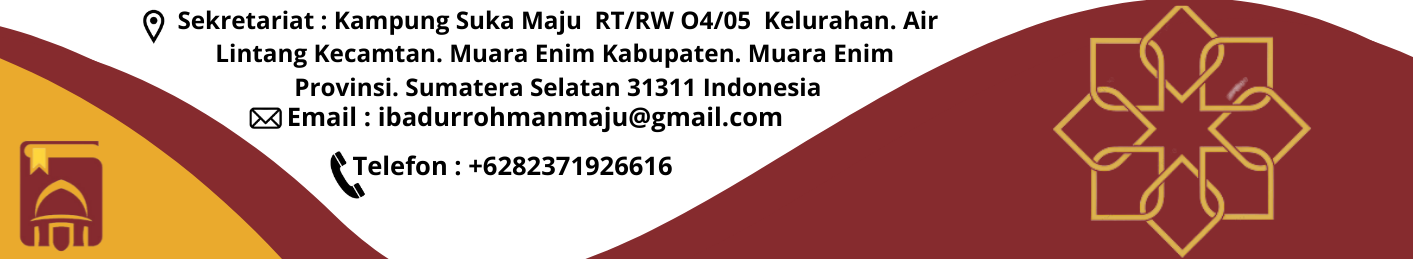 Sekretariat : Kampung Suka Maju RT/RW O4/05 Kelurahan. Air
Lintang Kecamtan. Muara Enim Kabupaten. Muara Enim
Provinsi. Sumatera Selatan 31311 Indonesia
Email : ibadurrohmanmaju@gmail.com
Telefon : +6282371926616